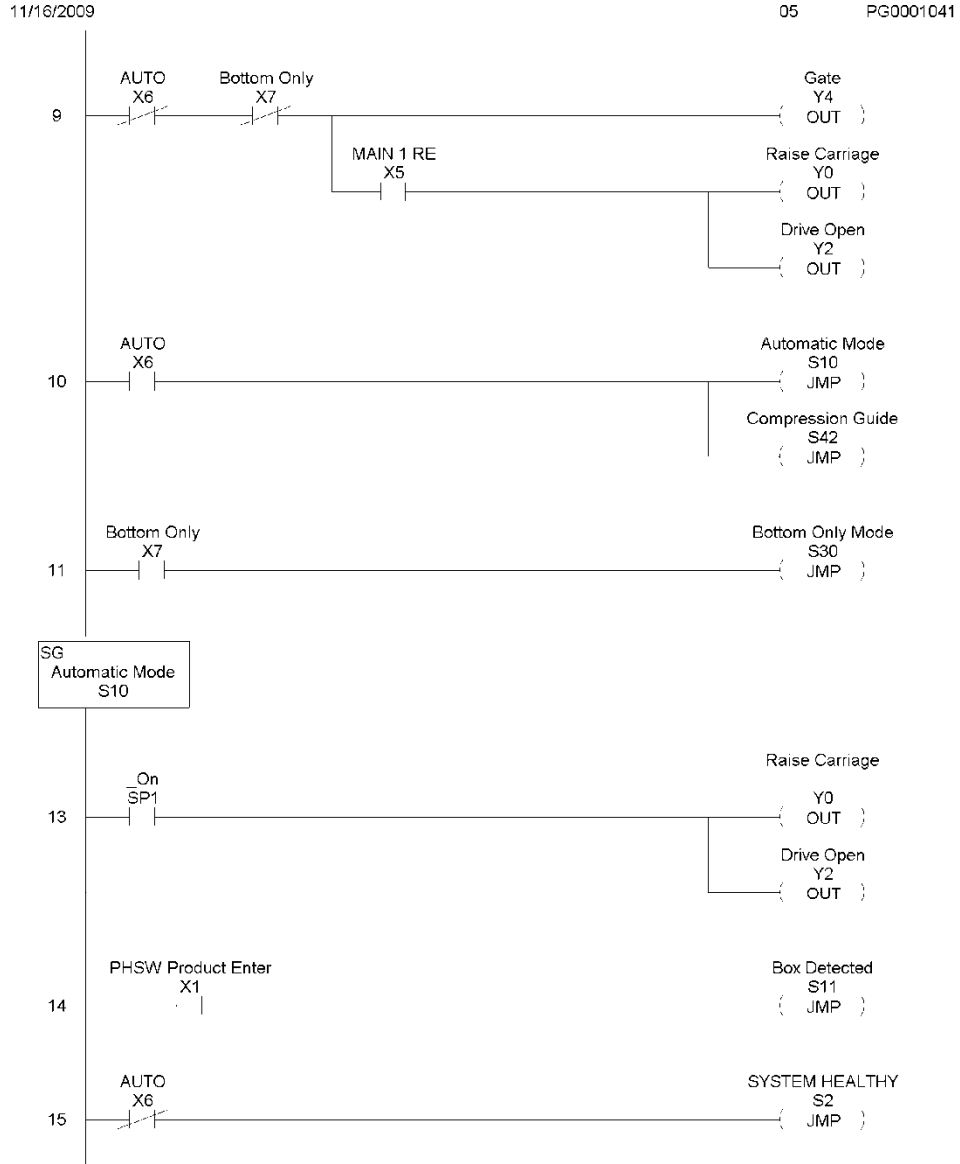 11/16/2009 05 PG0001041
AUTO Bottom Only Gate
X6 X7 Y4
9 OUT
MAIN 1 RE Raise Carriage
X5 Y0
OUT
Drive Open
Y2
OUT
AUTO Automatic Mode
X6 S10
10 JMP
Compression Guide
S42
JMP
Bottom Only Bottom Only Mode
X7 S30
11 JMP
SG
Automatic Mode
S10
Raise Carriage
_On
SP1 Y0
13 OUT
Drive Open
Y2
OUT
PHSW Product Enter Box Detected
X1 S11
14 JMP
AUTO SYSTEM HEALTHY
X6 S2
15 JMP